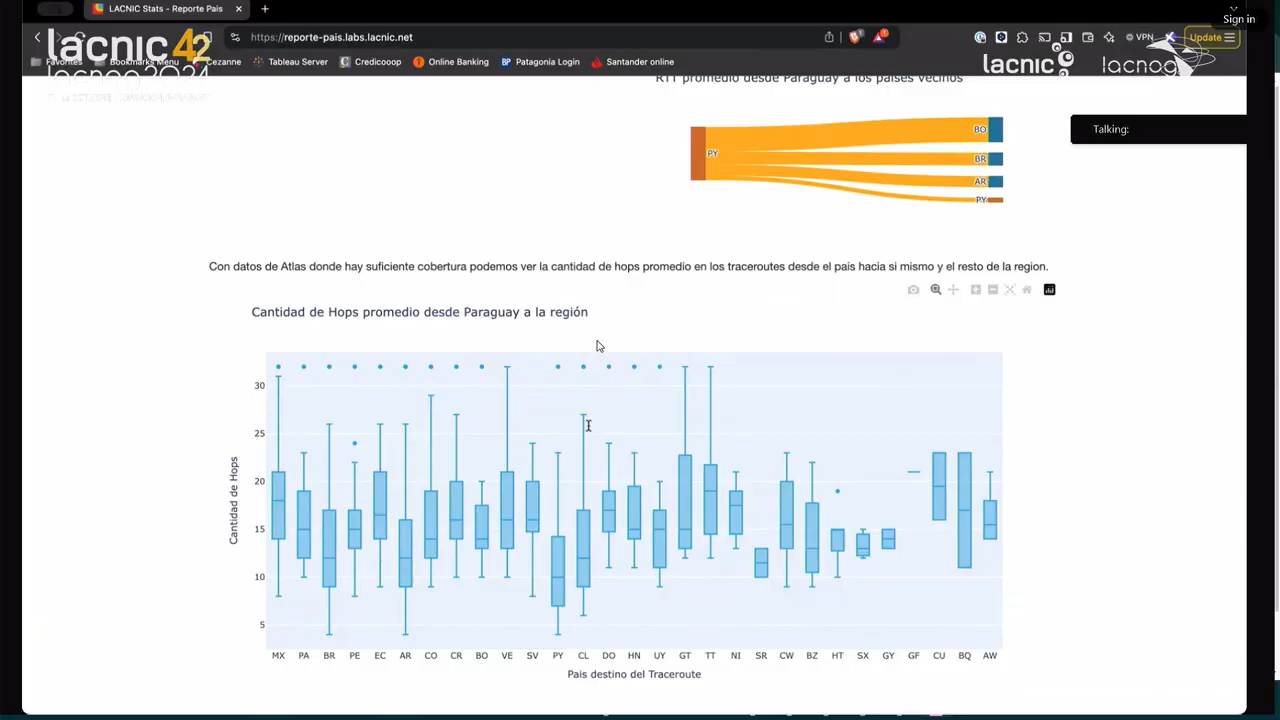 LACNIC Stats - Reporte Pais
Sign in
https://reporte-pais.labs.lacnic.net
VPN
Update
lacnic 42
lacnog2024
Favorites
Bookmarks Menu
Cezanne
Tableau Server
Cronicoop
Online Banking
BP Patagonia Login
Santander online
lacnic
lacnog
RTT promedio desde Paraguay a los países vecinos
Talking:
PY
BO
BR
AR
PY
Con datos de Atlas donde hay suficiente cobertura podemos ver la cantidad de hops promedio en los traceroutes desde el pais hacia si mismo y el resto de la region.
Cantidad de Hops promedio desde Paraguay a la región
Cantidad de Hops
30
25
20
15
10
5
MX PA BR PE EC AR CO CR BO VE SV PY CL DO HN UY GT TT NI SR CW BZ HT SX GY GF CU BQ AW
Pais destino del Traceroute